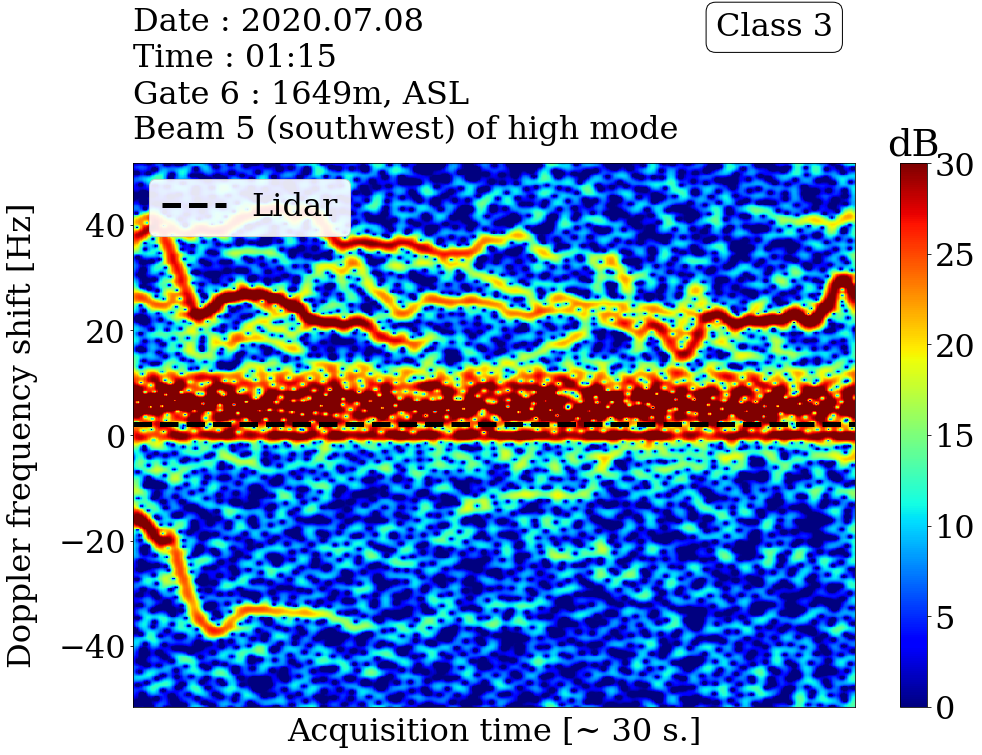 Date : 2020.07.08
Time : 01:15
Gate 6 : 1649m, ASL
Beam 5 (southwest) of high mode
Class 3
dB
Lidar
Doppler frequency shift [Hz]
40
20
0
−20
−40
30
25
20
15
10
5
0
Acquisition time [~ 30 s.]